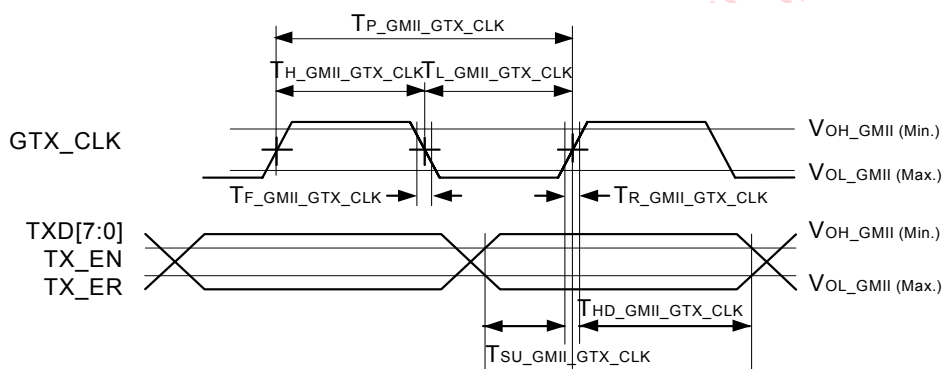 TP_GMII_GTX_CLK
TH_GMII_GTX_CLK TL_GMII_GTX_CLK
GTX_CLK
VOH_GMII (Min.)
VOL_GMII (Max.)
TF_GMII_GTX_CLK
TR_GMII_GTX_CLK
TXD[7:0]
TX_EN
TX_ER
VOH_GMII (Min.)
VOL_GMII (Max.)
THD_GMII_GTX_CLK
TSU_GMII_GTX_CLK